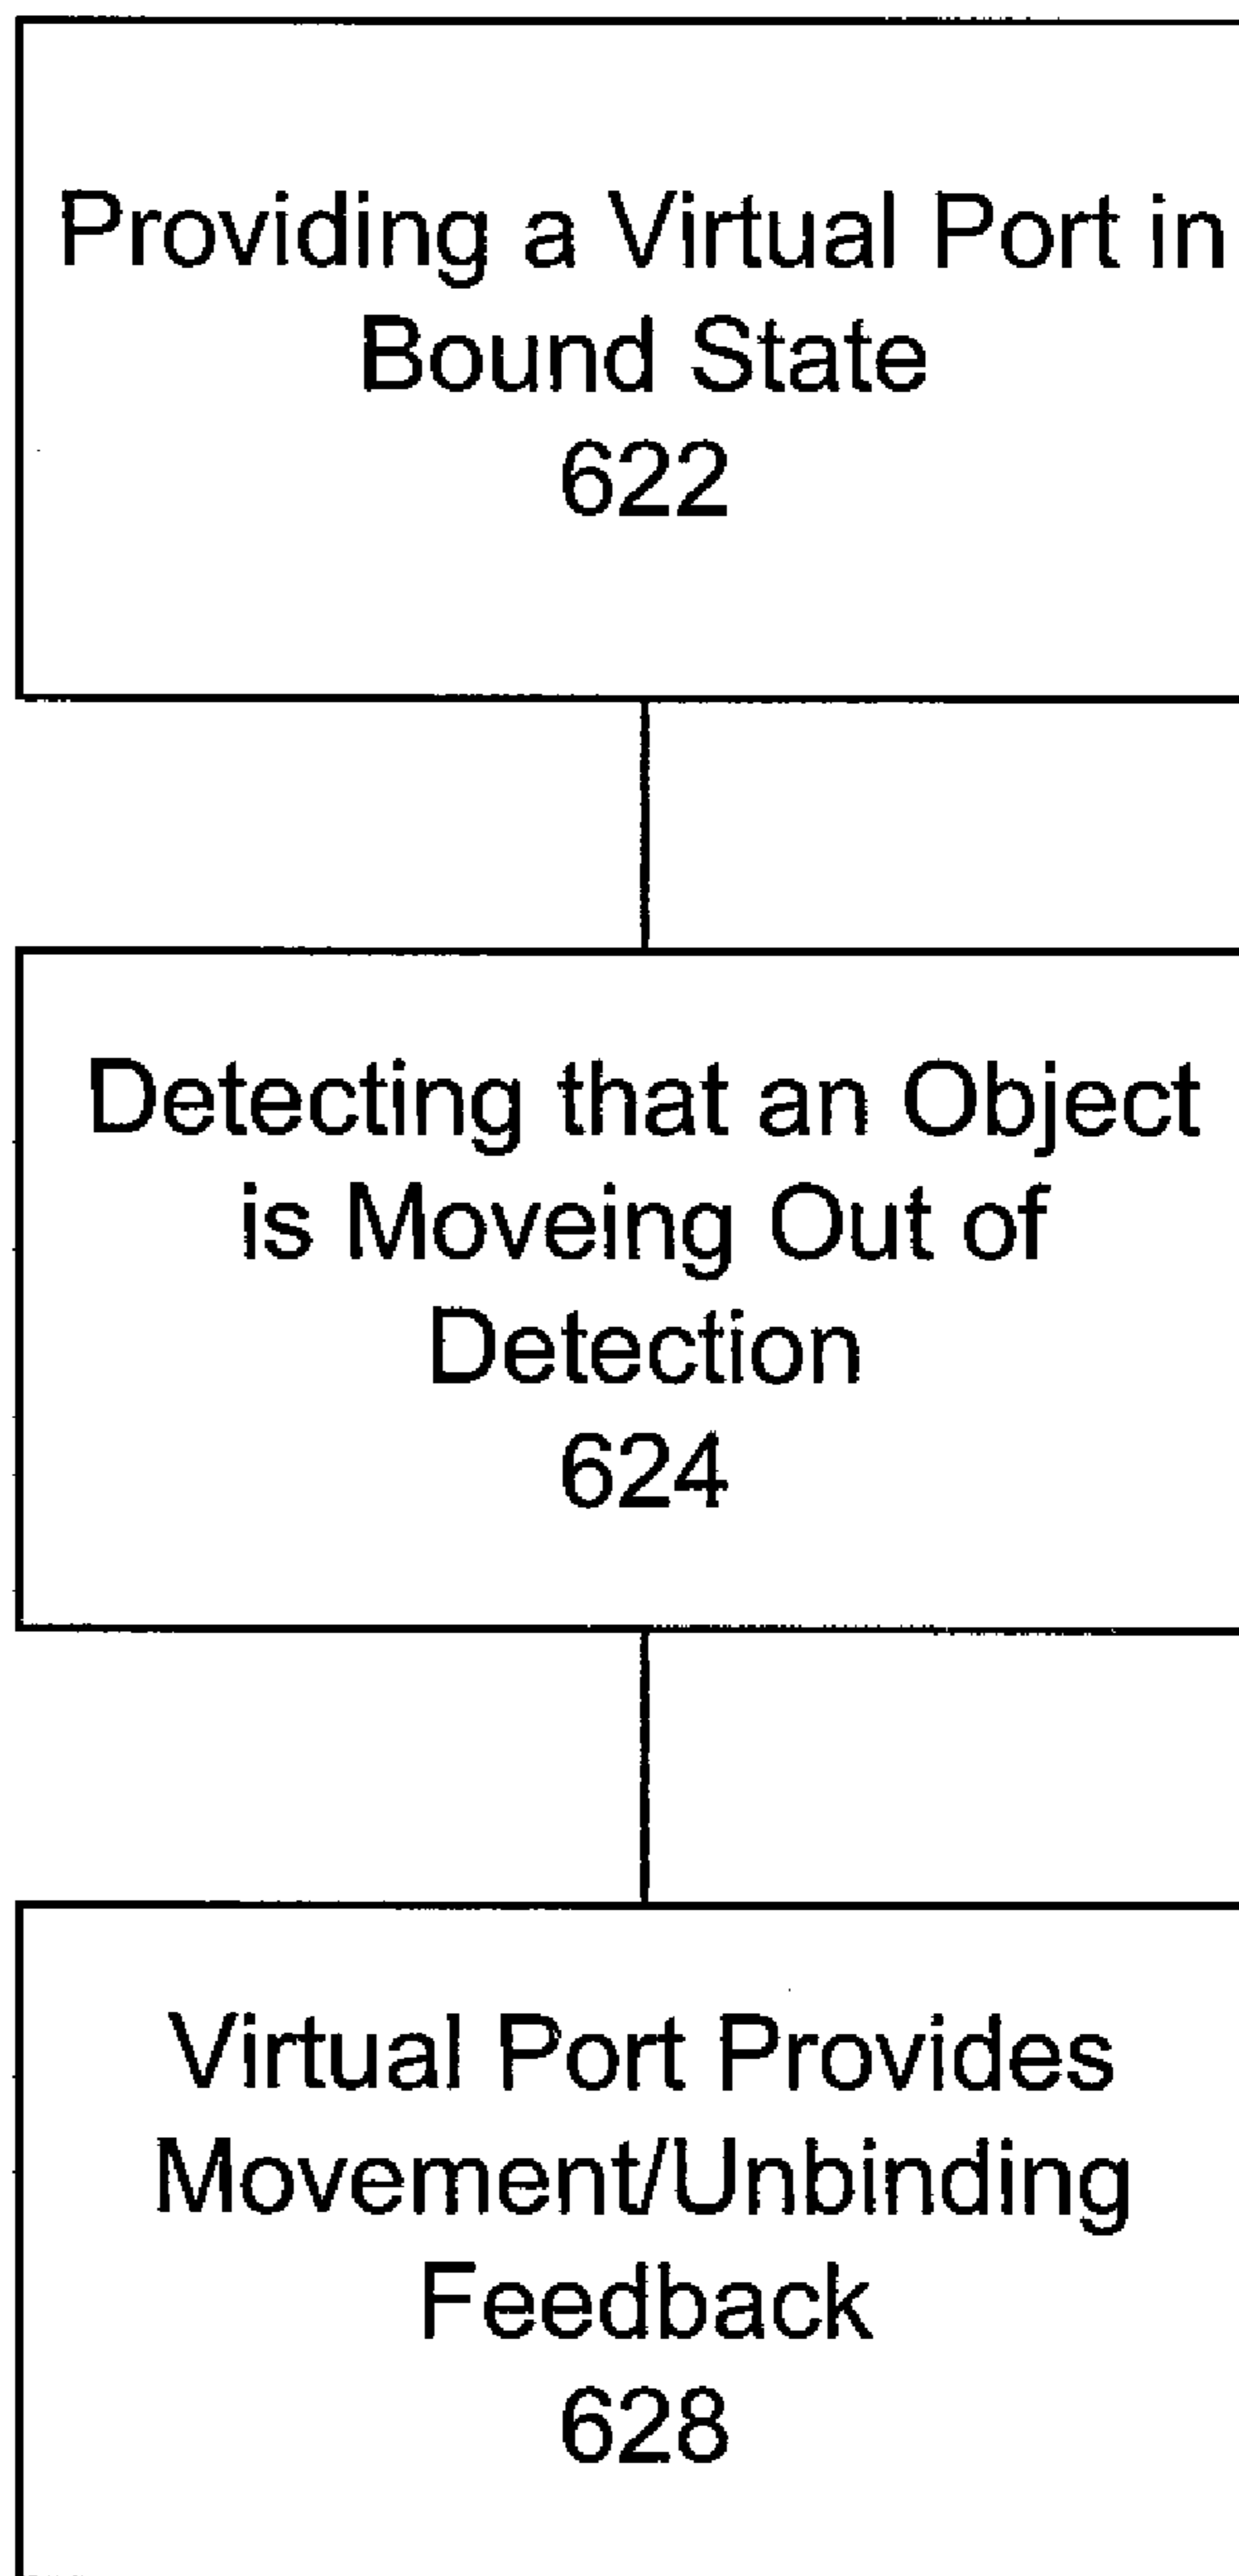 Providing a Virtual Port in
Bound State
622
Detecting that an Object
is Moveing Out of
Detection
624
Virtual Port Provides
Movement/Unbinding
Feedback
628